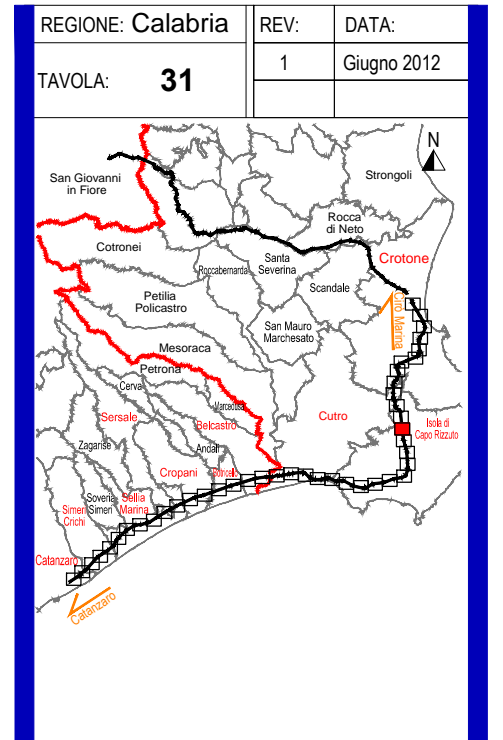 REGIONE: Calabria
REV:
DATA:
TAVOLA: 31
1
Giugno 2012
N
San Giovanni
in Fiore
Strongoli
Rocca
di Neto
Cotronei
Santa
Severina
Crotone
Roccabernarda
Scandale
Petilia
Policastro
Cirò Marina
San Mauro
Marchesato
Mesoraca
Petrona
Cerva
Marcedusa
Sersale
Belcastro
Cutro
Isola di
Capo Rizzuto
Andali
Zagarise
Cropani
Botricello
Soveria
Simeri
Sellia
Marina
Simeri
Crichi
Catanzaro
Catanzaro